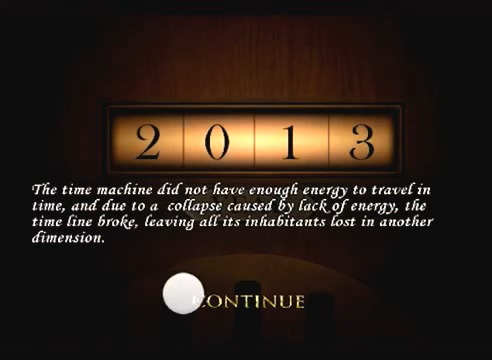 2013
The time machine did not have enough energy to travel in
time, and due to a collapse caused by lack of energy, the
time line broke, leaving all its inhabitants lost in another
dimension.
CONTINUE